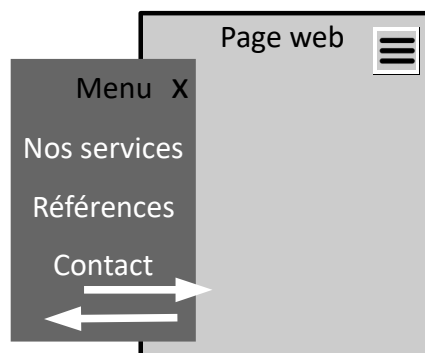 Page web
Menu X
Nos services
Références
Contact